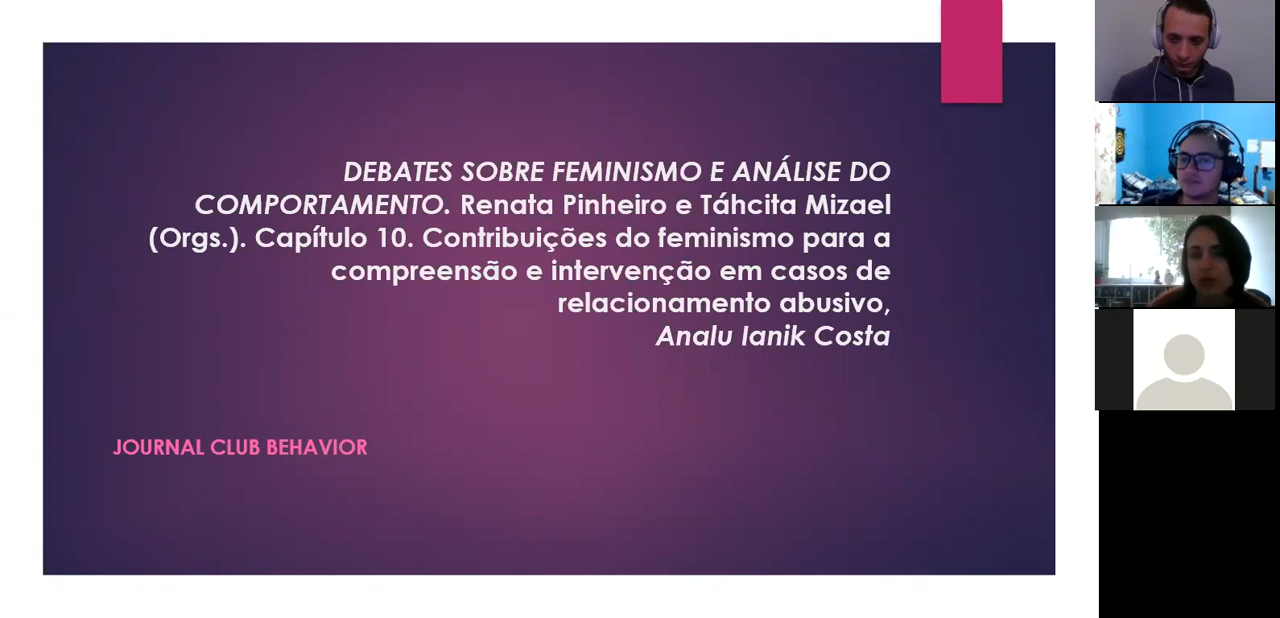 DEBATES SOBRE FEMINISMO E ANÁLISE DO
COMPORTAMENTO. Renata Pinheiro e Táhcita Mizael
(Orgs.). Capítulo 10. Contribuições do feminismo para a
compreensão e intervenção em casos de
relacionamento abusivo,
Analu Ianik Costa
JOURNAL CLUB BEHAVIOR